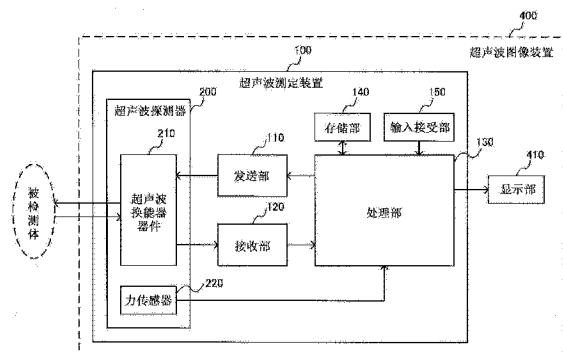 400
超声波图像装置
100
超声波测定装置
超声波探测器
200
140
150
存储部
输入接受部
210
110
130
410
被检测体
超声波换能器器件
发送部
处理部
显示部
120
接收部
220
力传感器